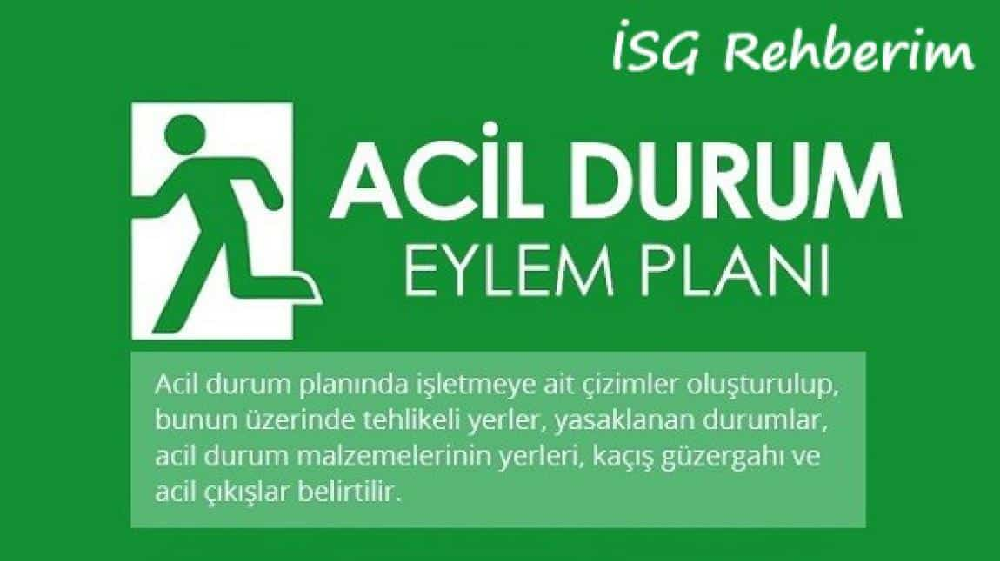 İSG Rehberim
ACİL DURUM
EYLEM PLANI
Acil durum planında işletmeye ait çizimler oluşturulup,
bunun üzerinde tehlikeli yerler, yasaklanan durumlar,
acil durum malzemelerinin yerleri, kaçış güzergahı ve
acil çıkışlar belirtilir.